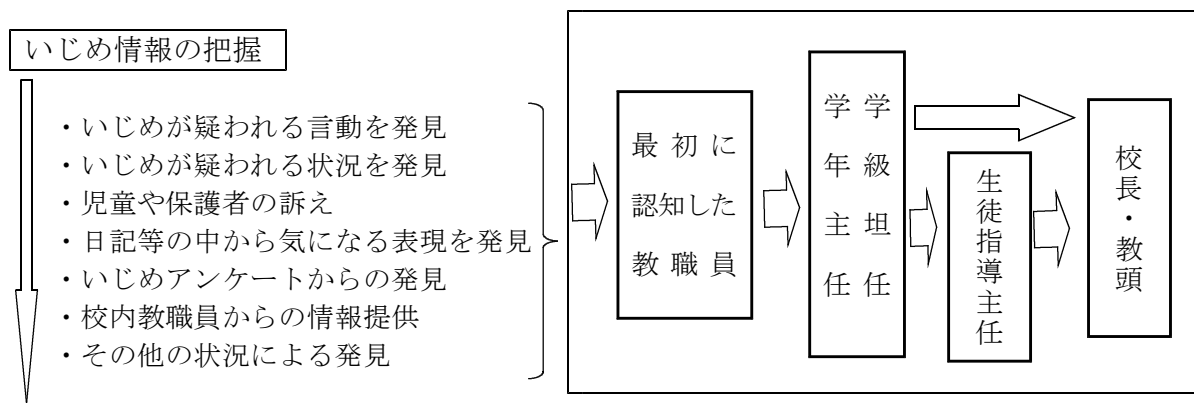 いじめ情報の把握
・いじめが疑われる言動を発見
・いじめが疑われる状況を発見
・児童や保護者の訴え
・日記等の中から気になる表現を発見
・いじめアンケートからの発見
・校内教職員からの情報提供
・その他の状況による発見
最初に
認知した
教職員
学級坦任
学年主任
生徒指導主任
校長・教頭